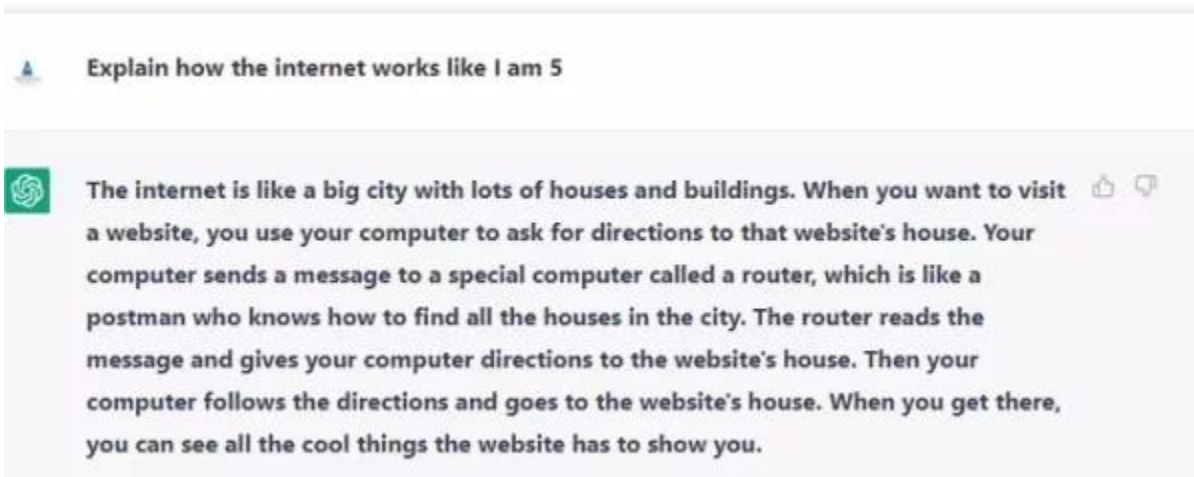 Explain how the internet works like I am 5
The internet is like a big city with lots of houses and buildings. When you want to visit
a website, you use your computer to ask for directions to that website's house. Your
computer sends a message to a special computer called a router, which is like a
postman who knows how to find all the houses in the city. The router reads the
message and gives your computer directions to the website's house. Then your
computer follows the directions and goes to the website's house. When you get there,
you can see all the cool things the website has to show you.